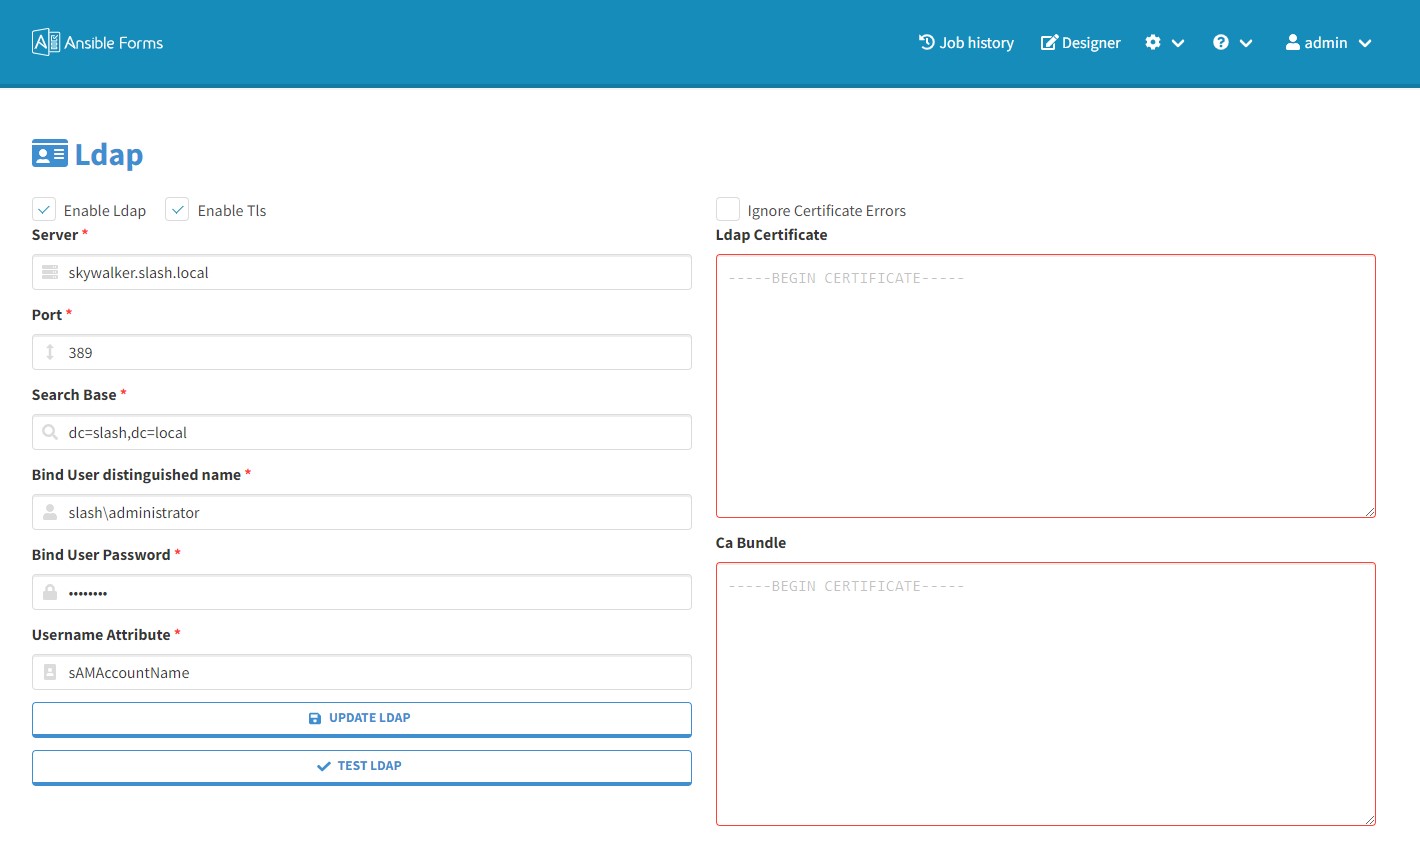 Ansible Forms
Job history
Designer
admin
Ldap
Enable Ldap
Enable Tls
Server *
skywalker.slash.local
Port *
389
Search Base *
dc=slash,dc=local
Bind User distinguished name *
slash\administrator
Bind User Password *
••••••••
Username Attribute *
sAMAccountName
UPDATE LDAP
TEST LDAP
Ignore Certificate Errors
Ldap Certificate
-----BEGIN CERTIFICATE-----
Ca Bundle
-----BEGIN CERTIFICATE-----